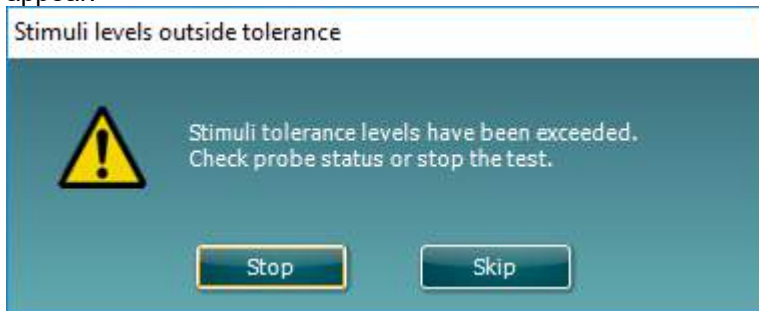 appear:
Stimuli levels outside tolerance
Stimuli tolerance levels have been exceeded.
Check probe status or stop the test.
Stop
Skip